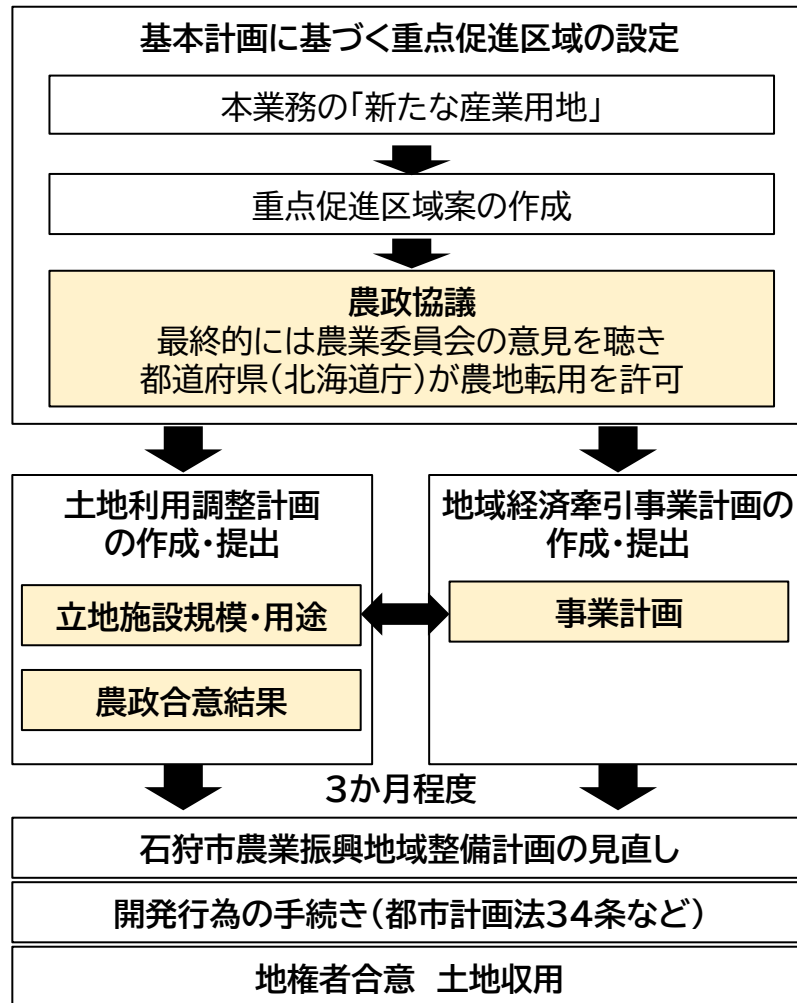 基本計画に基づく重点促進区域の設定
本業務の「新たな産業用地」
重点促進区域案の作成
農政協議
最終的には農業委員会の意見を聴き
都道府県(北海道庁)が農地転用を許可
土地利用調整計画
の作成・提出
立地施設規模・用途
農政合意結果
地域経済牽引事業計画の
作成・提出
事業計画
3か月程度
石狩市農業振興地域整備計画の見直し
開発行為の手続き(都市計画法34条など)
地権者合意 土地収用